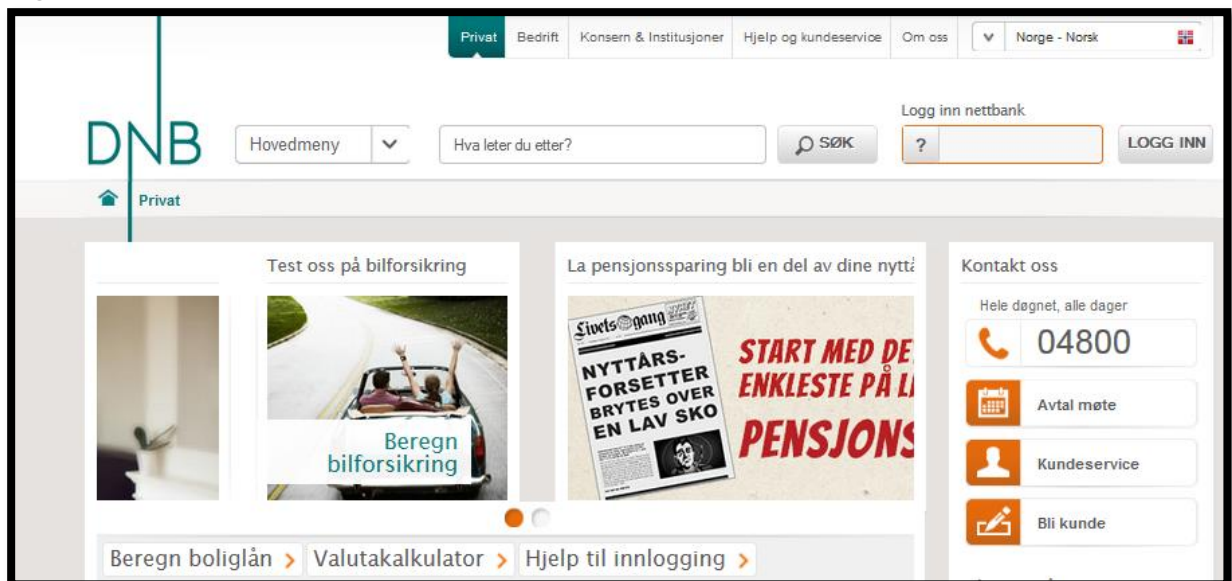 Privat
Bedrift
Konsern & Institusjoner
Hjelp og kundeservice
Om oss
Norge - Norsk
DNB
Hovedmeny
Hva leter du etter?
SØK
Logg inn nettbank
?
LOGG INN
Privat
Test oss på bilforsikring
Beregn
bilforsikring
La pensjonssparing bli en del av dine nyttå
Livets gang
NYTTÅRS-
FORSETTER
BRYTES OVER
EN LAV SKO
START MED DE
ENKLESTE PÅ L
PENSJONS
Kontakt oss
Hele døgnet, alle dager
04800
Avtal møte
Kundeservice
Bli kunde
Beregn boliglån
Valutakalkulator
Hjelp til innlogging